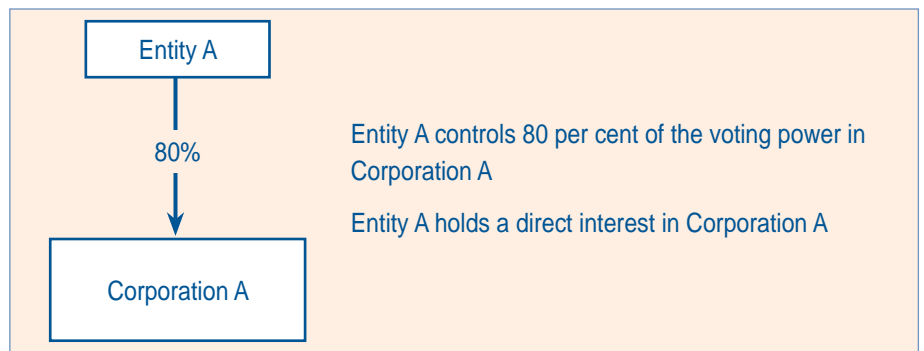 Entity A
80%
Entity A controls 80 per cent of the voting power in
Corporation A
Entity A holds a direct interest in Corporation A
Corporation A